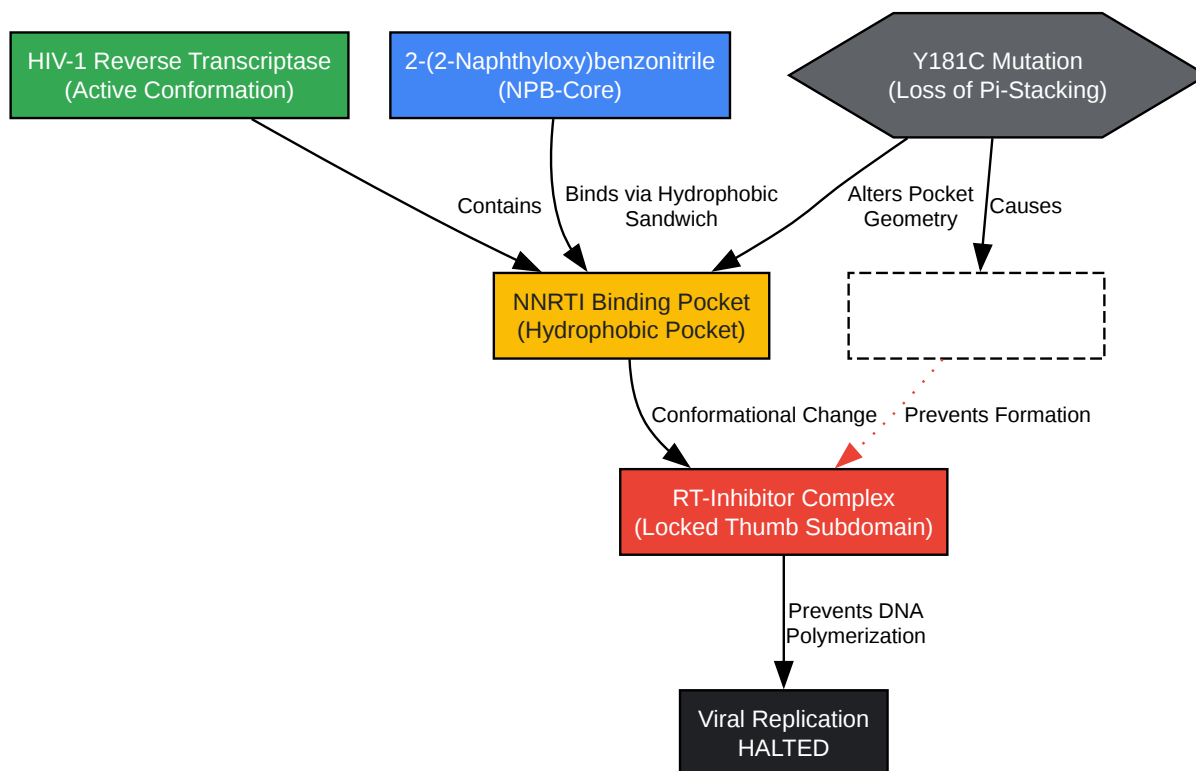 HIV-1 Reverse Transcriptase
(Active Conformation)
2-(2-Naphthyloxy)benzonitrile
(NPB-Core)
Y181C Mutation
(Loss of Pi-Stacking)
Contains
Binds via Hydrophobic
Sandwich
Alters Pocket
Geometry
Causes
NNRTI Binding Pocket
(Hydrophobic Pocket)
Conformational Change
Prevents Formation
RT-Inhibitor Complex
(Locked Thumb Subdomain)
Prevents DNA
Polymerization
Viral Replication
HALTED